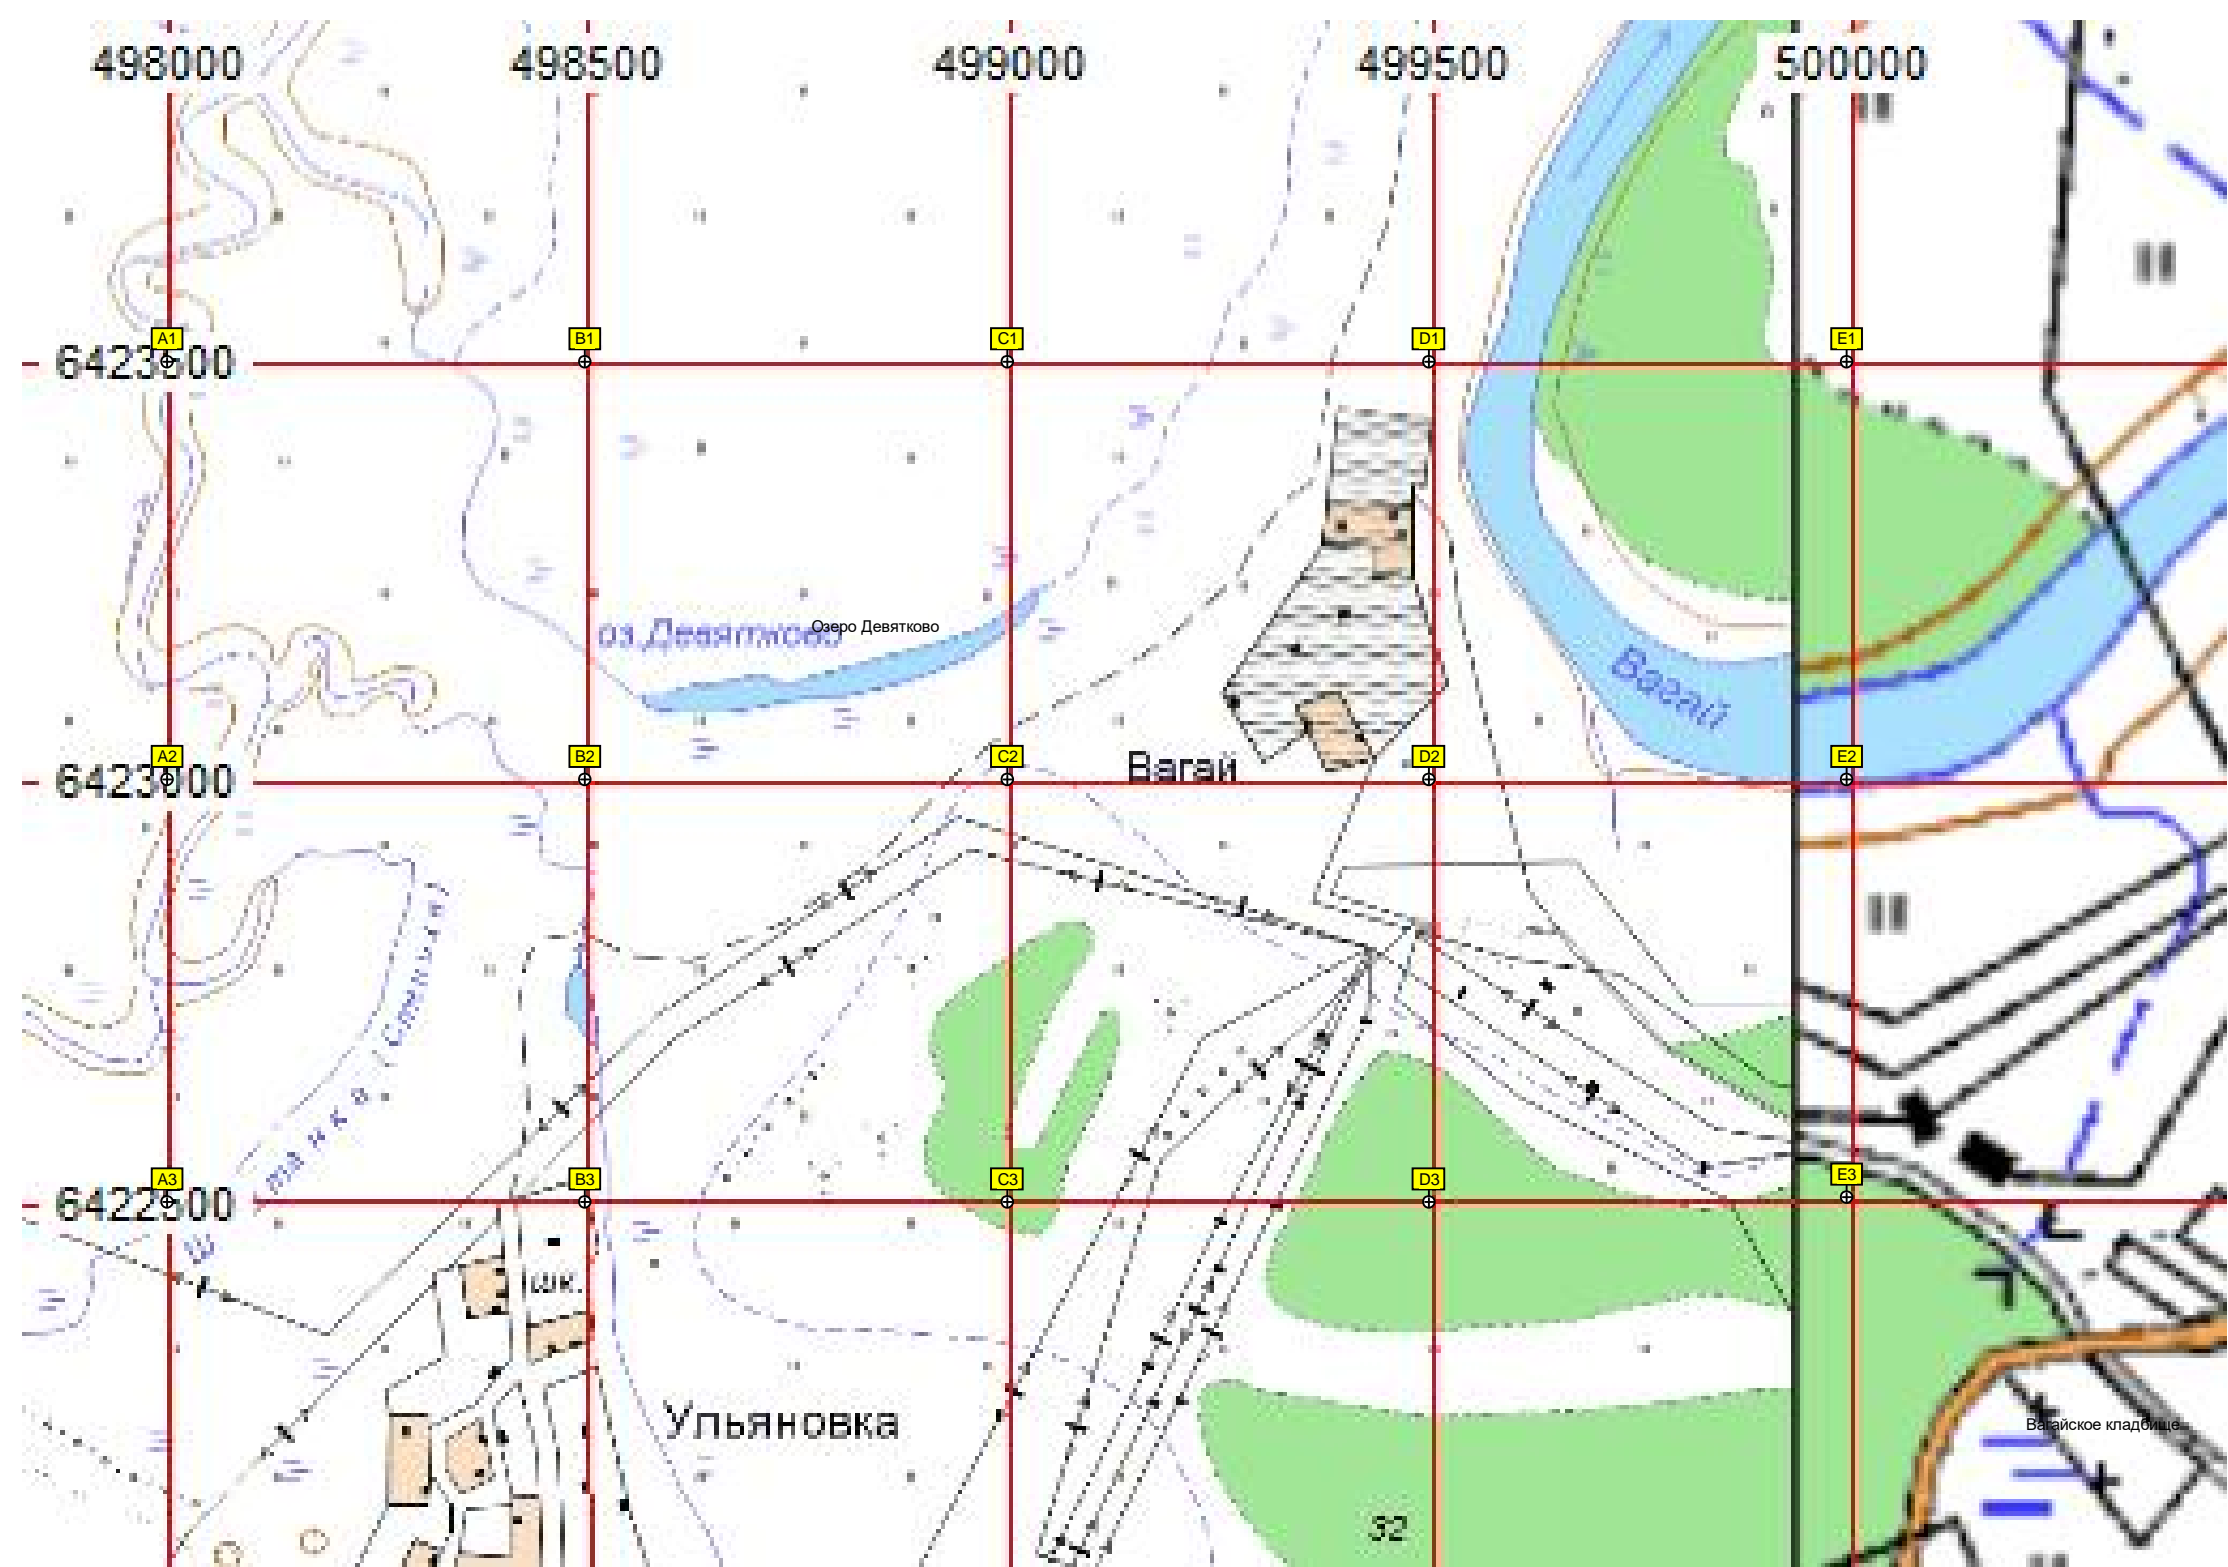 498000 498500 499000 499500 500000
A1 B1 C1 D1 E1
6423500
оз.Девятково
Озеро Девятково
Вагай
A2 B2 C2 D2 E2
6423000
Вагай
A3 B3 C3 D3 E3
6422500
шк.
Ульяновка
Вагайское кладбище
32